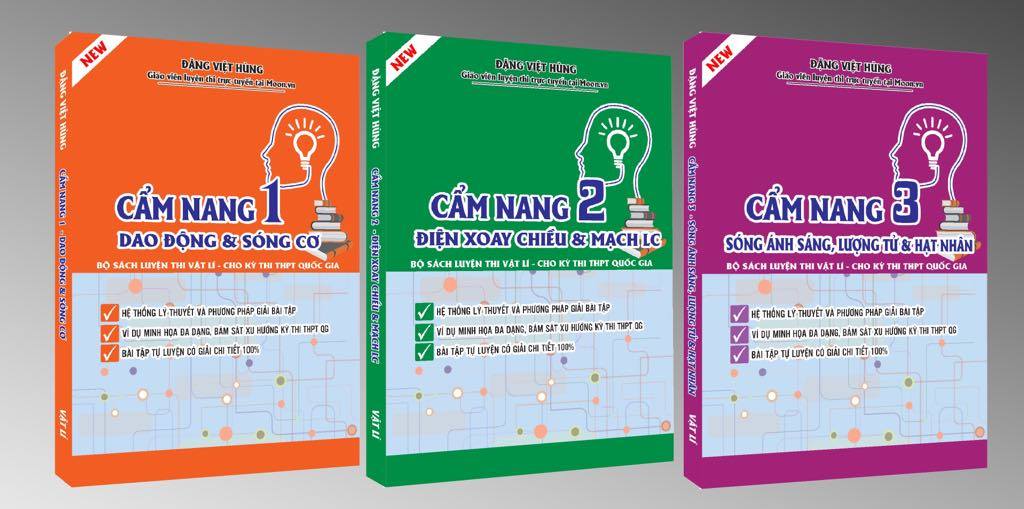 NEW
ĐẶNG VIỆT HÙNG
Giáo viên luyện thi trực tuyến tại Moon.vn
CẨM NANG 1
DAO ĐỘNG & SÓNG CƠ
BỘ SÁCH LUYỆN THI VẬT LÍ - CHO KỲ THI THPT QUỐC GIA
HỆ THỐNG LÝ THUYẾT VÀ PHƯƠNG PHÁP GIẢI BÀI TẬP
VÍ DỤ MINH HỌA ĐA DẠNG, BÁM SÁT XU HƯỚNG KỲ THI THPT QG
BÀI TẬP TỰ LUYỆN CÓ GIẢI CHI TIẾT 100%
ĐẶNG VIỆT HÙNG
CẨM NANG 1 - DAO ĐỘNG & SÓNG CƠ
VẬT LÍ
NEW
ĐẶNG VIỆT HÙNG
Giáo viên luyện thi trực tuyến tại Moon.vn
CẨM NANG 2
ĐIỆN XOAY CHIỀU & MẠCH LC
BỘ SÁCH LUYỆN THI VẬT LÍ - CHO KỲ THI THPT QUỐC GIA
HỆ THỐNG LÝ THUYẾT VÀ PHƯƠNG PHÁP GIẢI BÀI TẬP
VÍ DỤ MINH HỌA ĐA DẠNG, BÁM SÁT XU HƯỚNG KỲ THI THPT QG
BÀI TẬP TỰ LUYỆN CÓ GIẢI CHI TIẾT 100%
ĐẶNG VIỆT HÙNG
CẨM NANG 2 - ĐIỆN XOAY CHIỀU & MẠCH LC
VẬT LÍ
NEW
ĐẶNG VIỆT HÙNG
Giáo viên luyện thi trực tuyến tại Moon.vn
CẨM NANG 3
SÓNG ÁNH SÁNG, LƯỢNG TỬ & HẠT NHÂN
BỘ SÁCH LUYỆN THI VẬT LÍ - CHO KỲ THI THPT QUỐC GIA
HỆ THỐNG LÝ THUYẾT VÀ PHƯƠNG PHÁP GIẢI BÀI TẬP
VÍ DỤ MINH HỌA ĐA DẠNG, BÁM SÁT XU HƯỚNG KỲ THI THPT QG
BÀI TẬP TỰ LUYỆN CÓ GIẢI CHI TIẾT 100%
ĐẶNG VIỆT HÙNG
CẨM NANG 3 - SÓNG ÁNH SÁNG, LƯỢNG TỬ & HẠT NHÂN
VẬT LÍ